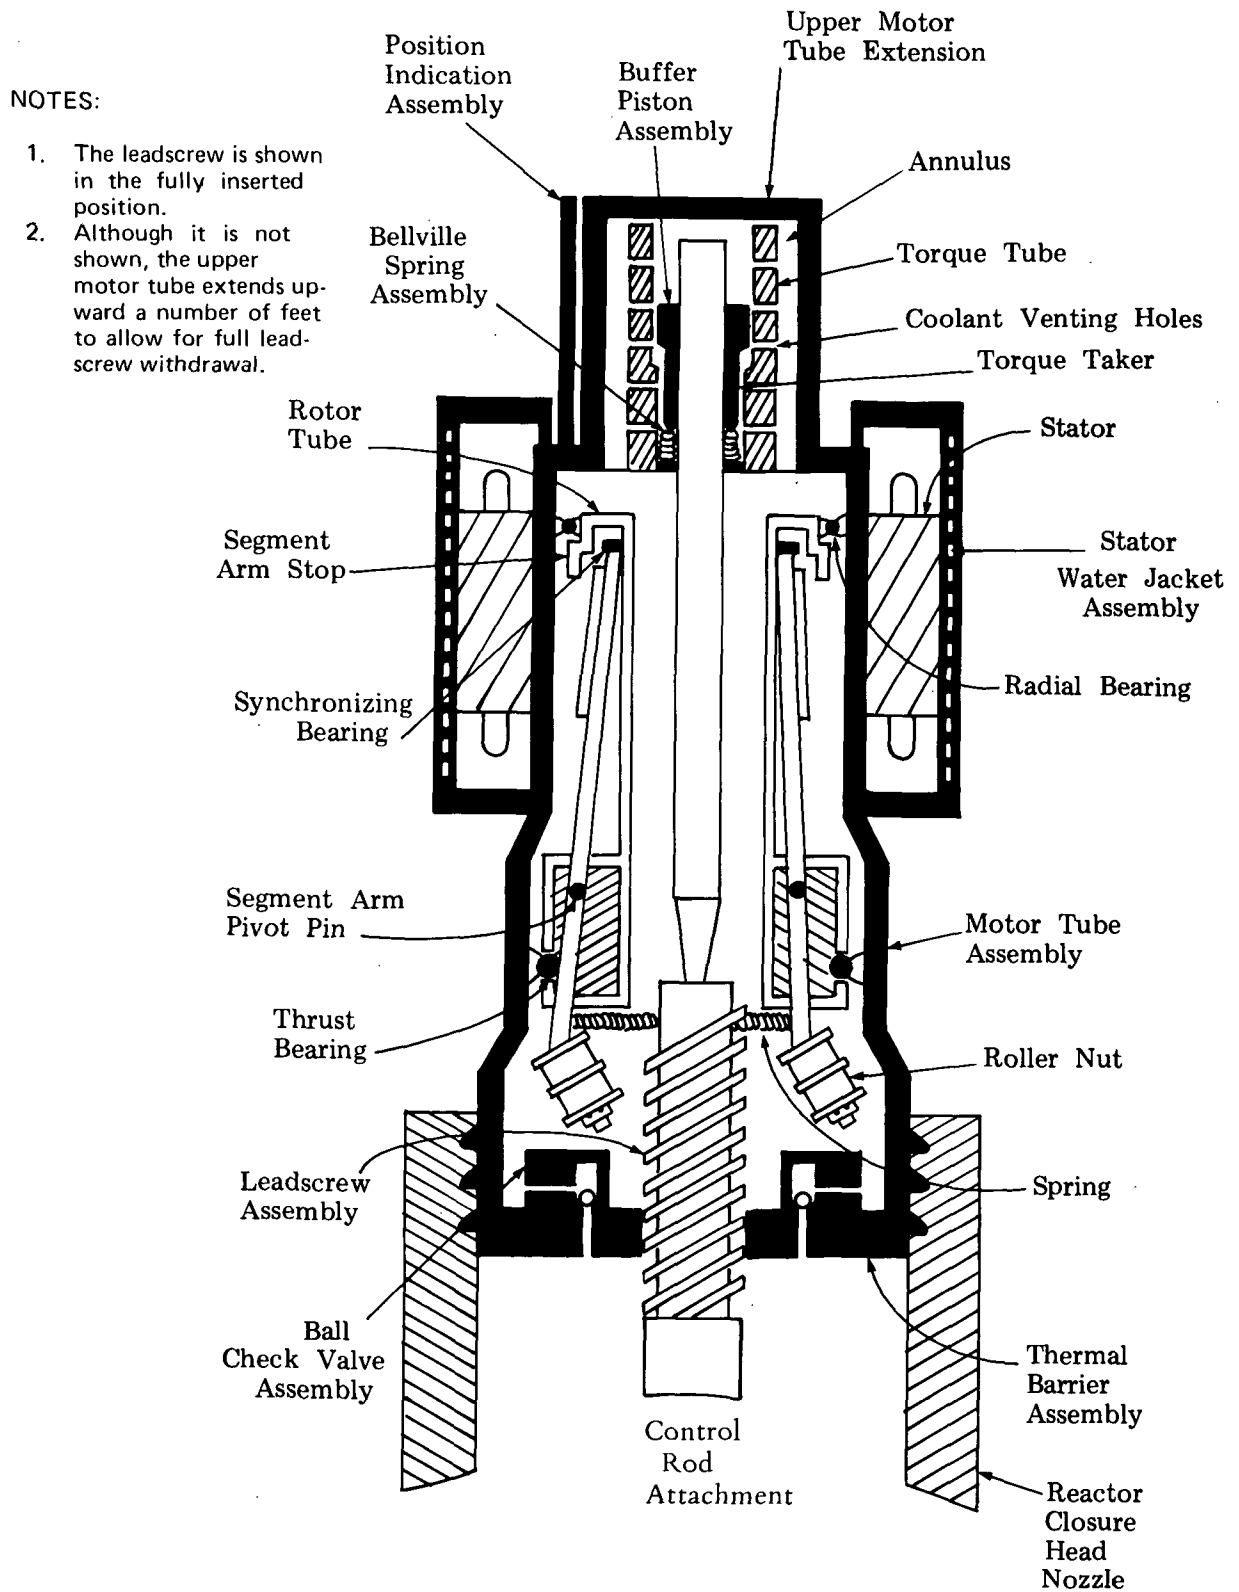 NOTES:
1. The leadscrew is shown
in the fully inserted
position.
2. Although it is not
shown, the upper
motor tube extends up-
ward a number of feet
to allow for full lead-
screw withdrawal.
Position
Indication
Assembly
Buffer
Piston
Assembly
Upper Motor
Tube Extension
Annulus
Bellville
Spring
Assembly
Torque Tube
Coolant Venting Holes
Torque Taker
Rotor
Tube
Stator
Segment
Arm Stop
Stator
Water Jacket
Assembly
Synchronizing
Bearing
Radial Bearing
Segment Arm
Pivot Pin
Motor Tube
Assembly
Thrust
Bearing
Roller Nut
Leadscrew
Assembly
Spring
Ball
Check Valve
Assembly
Thermal
Barrier
Assembly
Control
Rod
Attachment
Reactor
Closure
Head
Nozzle